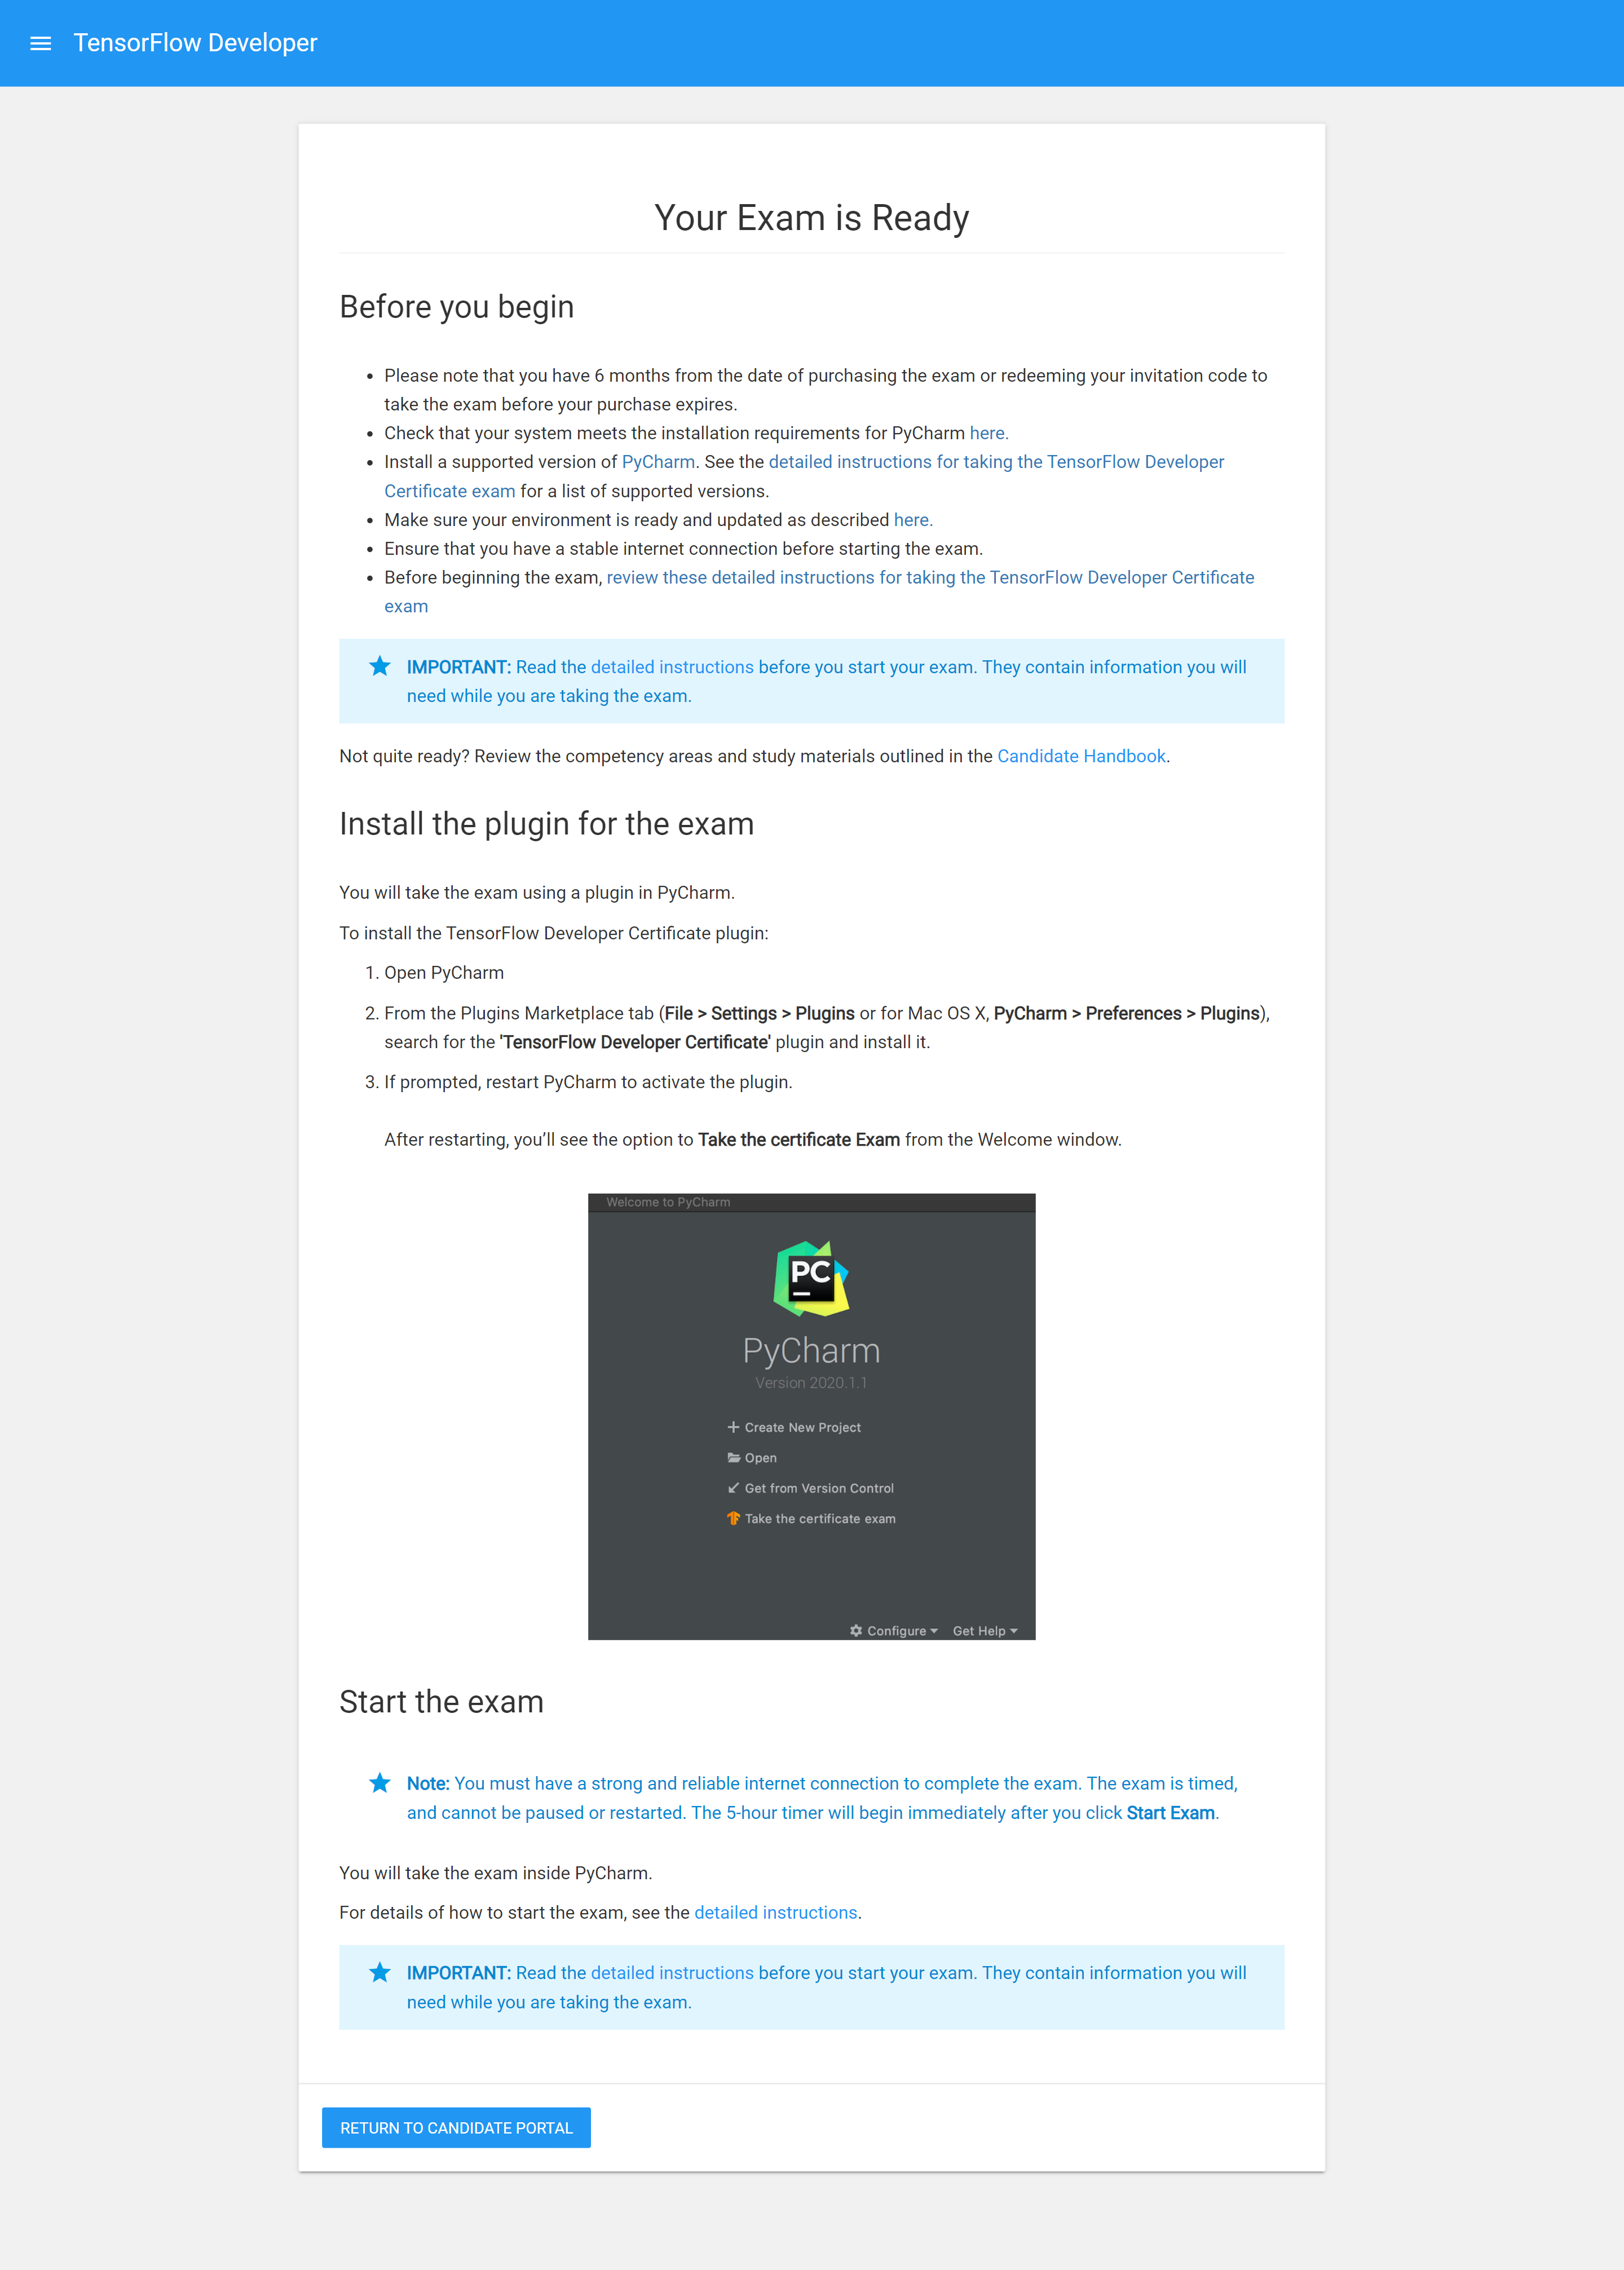 TensorFlow Developer
Your Exam is Ready
Before you begin
• Please note that you have 6 months from the date of purchasing the exam or redeeming your invitation code to
take the exam before your purchase expires.
• Check that your system meets the installation requirements for PyCharm here.
• Install a supported version of PyCharm. See the detailed instructions for taking the TensorFlow Developer
Certificate exam for a list of supported versions.
• Make sure your environment is ready and updated as described here.
• Ensure that you have a stable internet connection before starting the exam.
• Before beginning the exam, review these detailed instructions for taking the TensorFlow Developer Certificate
exam
IMPORTANT: Read the detailed instructions before you start your exam. They contain information you will
need while you are taking the exam.
Not quite ready? Review the competency areas and study materials outlined in the Candidate Handbook.
Install the plugin for the exam
You will take the exam using a plugin in PyCharm.
To install the TensorFlow Developer Certificate plugin:
1. Open PyCharm
2. From the Plugins Marketplace tab (File > Settings > Plugins or for Mac OS X, PyCharm > Preferences > Plugins),
search for the 'TensorFlow Developer Certificate' plugin and install it.
3. If prompted, restart PyCharm to activate the plugin.
After restarting, you’ll see the option to Take the certificate Exam from the Welcome window.
Welcome to PyCharm
PC
PyCharm
Version 2020.1.1
Create New Project
Open
Get from Version Control
Take the certificate exam
Configure Get Help
Start the exam
Note: You must have a strong and reliable internet connection to complete the exam. The exam is timed,
and cannot be paused or restarted. The 5-hour timer will begin immediately after you click Start Exam.
You will take the exam inside PyCharm.
For details of how to start the exam, see the detailed instructions.
IMPORTANT: Read the detailed instructions before you start your exam. They contain information you will
need while you are taking the exam.
RETURN TO CANDIDATE PORTAL